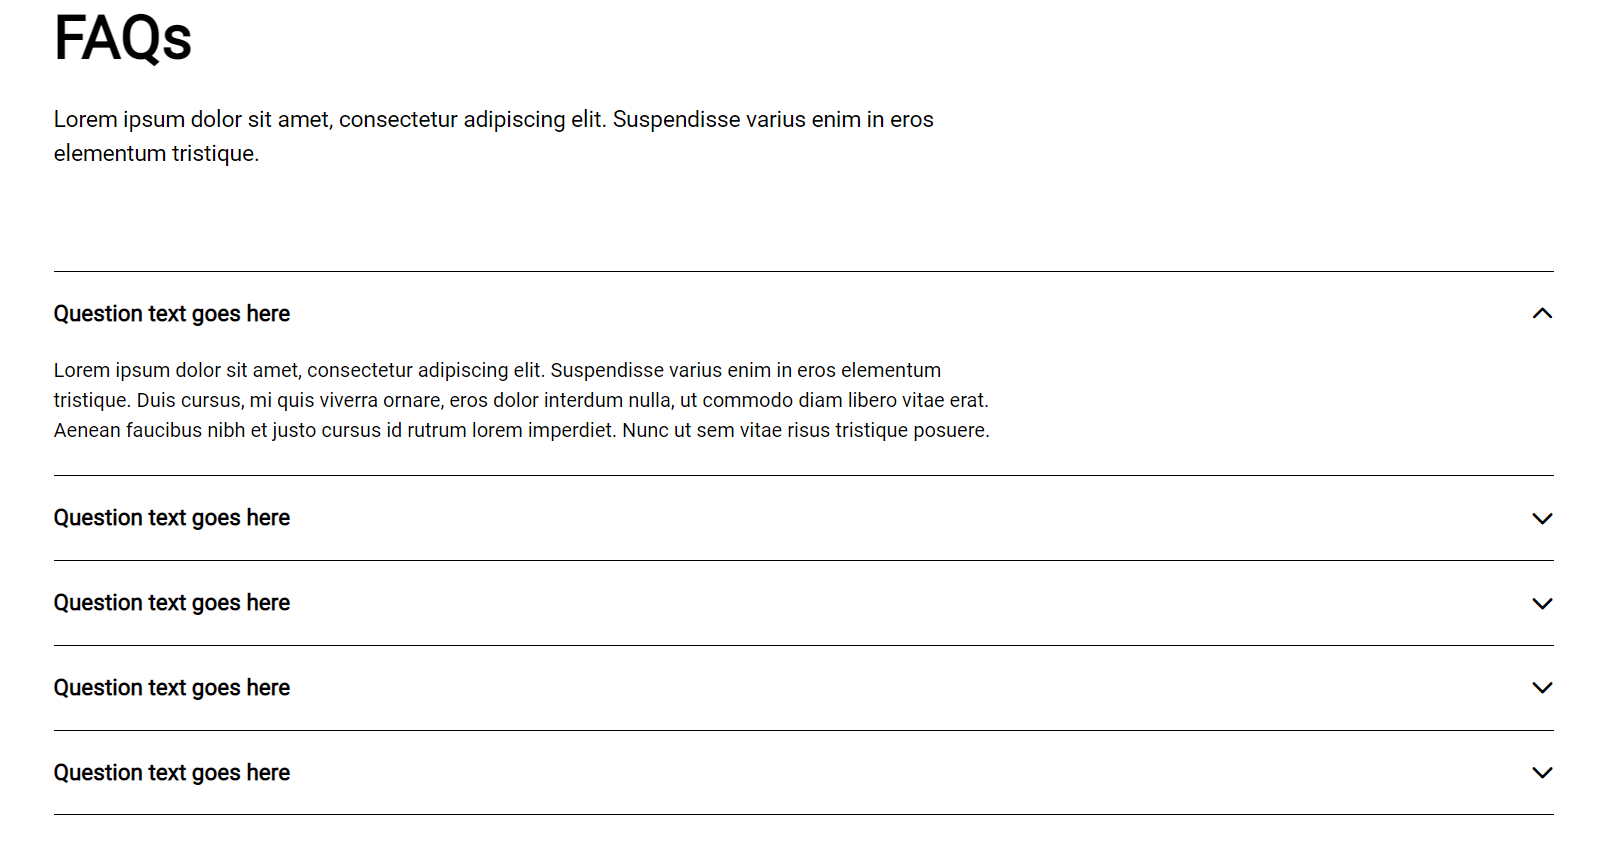 FAQs
Lorem ipsum dolor sit amet, consectetur adipiscing elit. Suspendisse varius enim in eros
elementum tristique.
Question text goes here
Lorem ipsum dolor sit amet, consectetur adipiscing elit. Suspendisse varius enim in eros elementum
tristique. Duis cursus, mi quis viverra ornare, eros dolor interdum nulla, ut commodo diam libero vitae erat.
Aenean faucibus nibh et justo cursus id rutrum lorem imperdiet. Nunc ut sem vitae risus tristique posuere.
Question text goes here
Question text goes here
Question text goes here
Question text goes here